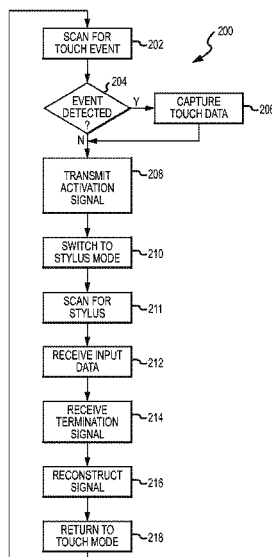 200
SCAN FOR
TOUCH EVENT
202
204
EVENT
DETECTED
?
Y
N
CAPTURE
TOUCH DATA
206
TRANSMIT
ACTIVATION
SIGNAL
208
SWITCH TO
STYLUS MODE
210
SCAN FOR
STYLUS
211
RECEIVE INPUT
DATA
212
RECEIVE
TERMINATION
SIGNAL
214
RECONSTRUCT
SIGNAL
216
RETURN TO
TOUCH MODE
218